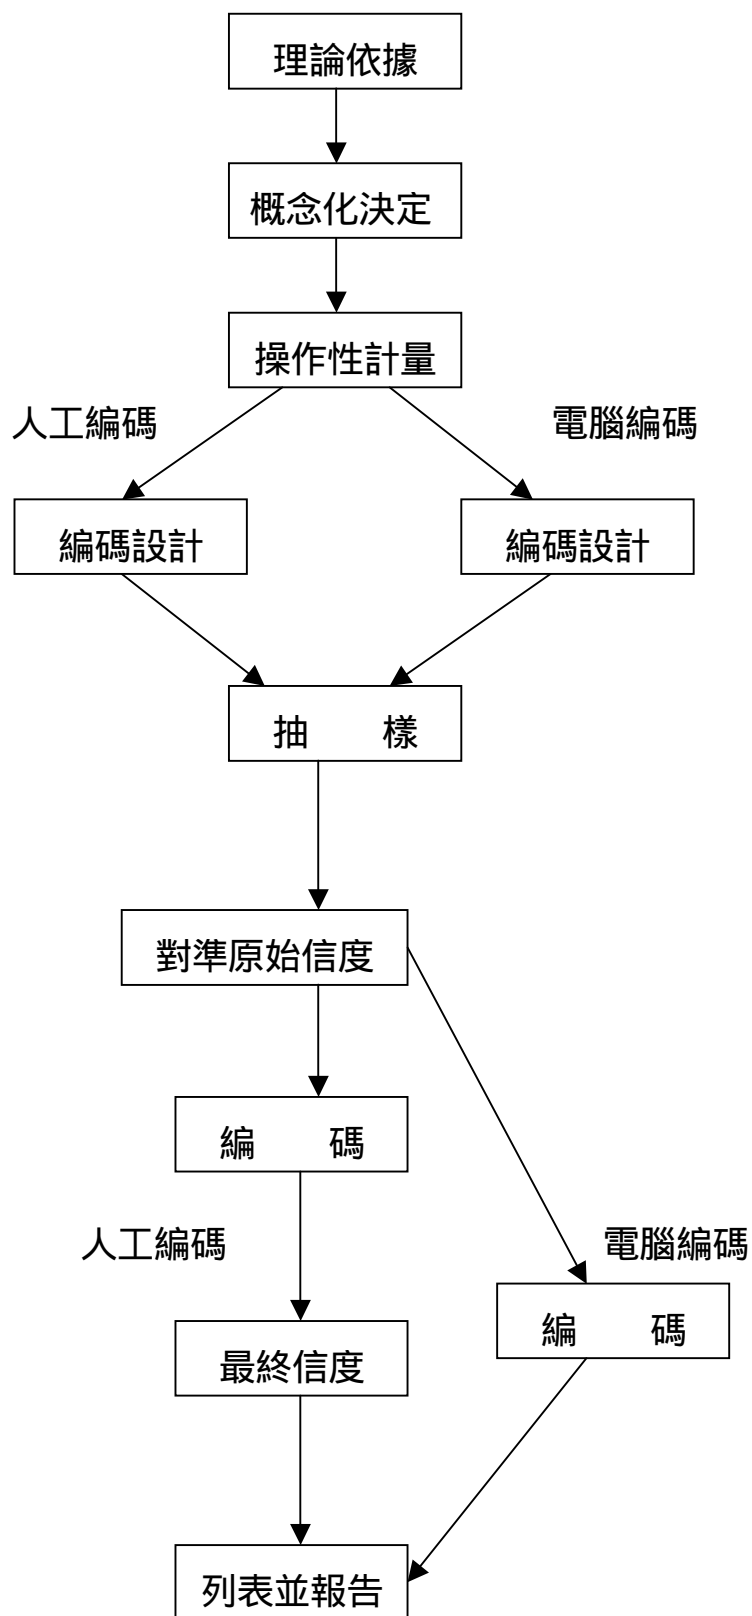 理論依據
概念化決定
操作性計量
人工編碼
電腦編碼
編碼設計
編碼設計
抽 樣
對準原始信度
編 碼
人工編碼
電腦編碼
編 碼
最終信度
列表並報告